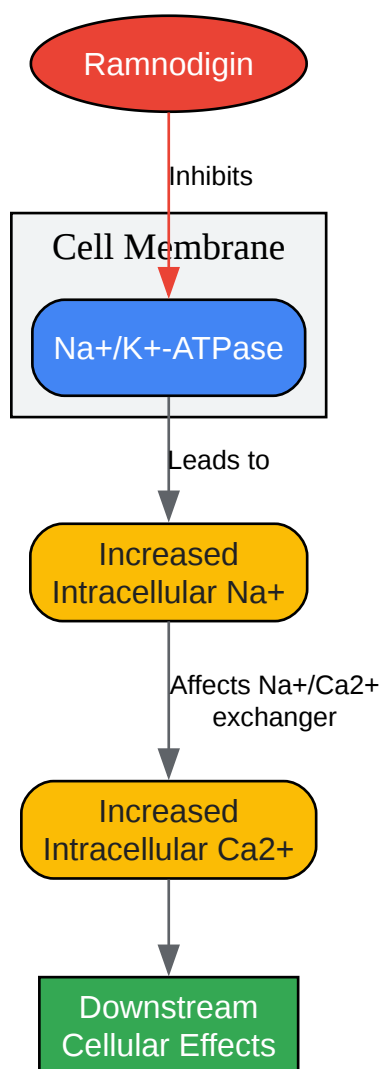 Ramnodigin
Inhibits
Cell Membrane
Na+/K+-ATPase
Leads to
Increased
Intracellular Na+
Affects Na+/Ca2+
exchanger
Increased
Intracellular Ca2+
Downstream
Cellular Effects